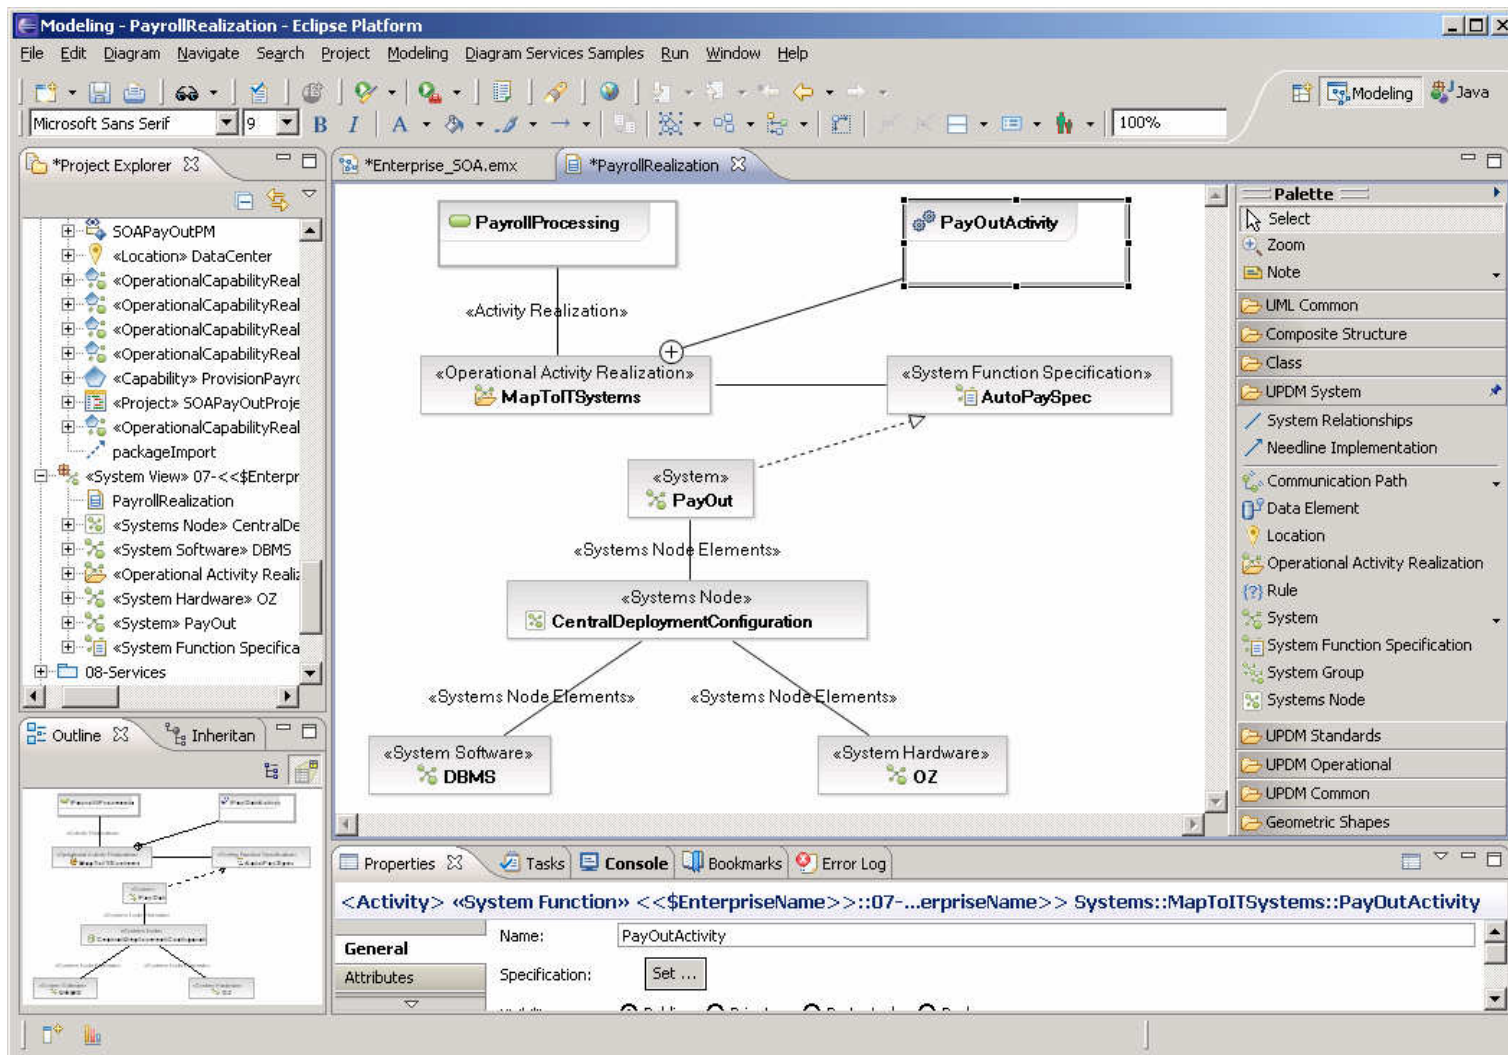 Modeling - PayrollRealization - Eclipse Platform
File Edit Diagram Navigate Search Project Modeling Diagram Services Samples Run Window Help
Modeling Java
Microsoft Sans Serif 9 B I A 100%
*Project Explorer
SOAPayOutPM
«Location» DataCenter
«OperationalCapabilityReal
«OperationalCapabilityReal
«OperationalCapabilityReal
«OperationalCapabilityReal
«Capability» ProvisionPayro
«Project» SOAPayOutProje
«OperationalCapabilityReal
packageImport
«System View» 07-<<$Enterpr
PayrollRealization
«Systems Node» CentralDe
«System Software» DBMS
«Operational Activity Realiz
«System Hardware» OZ
«System» PayOut
«System Function Specifica
08-Services
Outline Inheritan
*Enterprise_SOA.emx *PayrollRealization
PayrollProcessing
PayOutActivity
«Activity Realization»
«Operational Activity Realization»
MapToITSystems
«System Function Specification»
AutoPaySpec
«System»
PayOut
«Systems Node Elements»
«Systems Node»
CentralDeploymentConfiguration
«Systems Node Elements» «Systems Node Elements»
«System Software»
DBMS
«System Hardware»
OZ
Palette
Select
Zoom
Note
UML Common
Composite Structure
Class
UPDM System
System Relationships
Needline Implementation
Communication Path
Data Element
Location
Operational Activity Realization
{?} Rule
System
System Function Specification
System Group
Systems Node
UPDM Standards
UPDM Operational
UPDM Common
Geometric Shapes
Properties Tasks Console Bookmarks Error Log
<Activity> «System Function» <<$EnterpriseName>>::07-...erpriseName>> Systems::MapToITSystems::PayOutActivity
General
Attributes
Name: PayOutActivity
Specification: Set ...